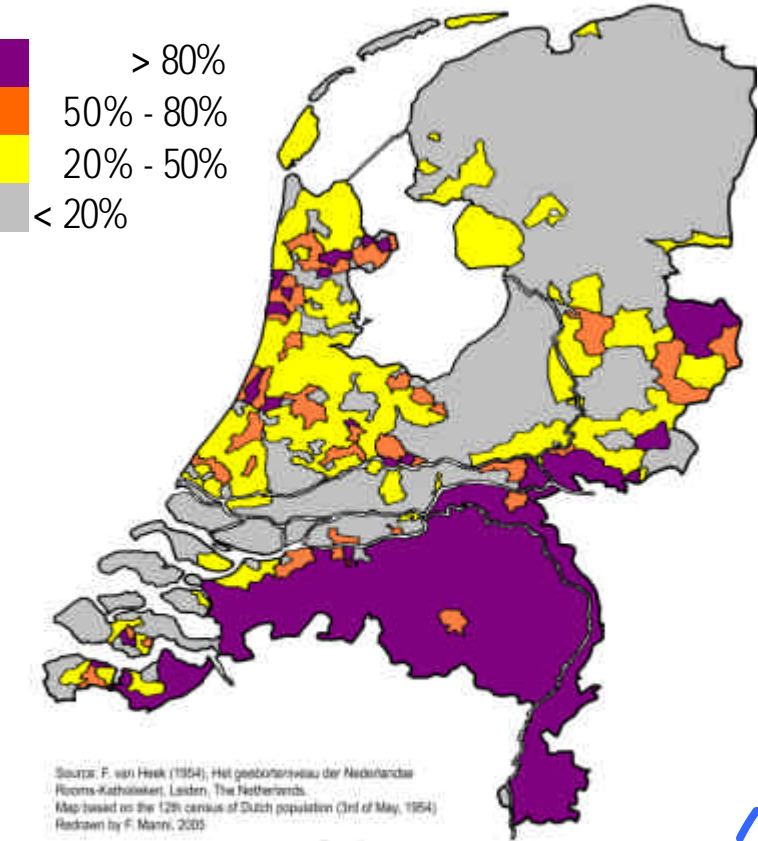 > 80%
50% - 80%
20% - 50%
< 20%
Source: F. van Heek (1954), Het geboorteniveau der Nederlandse
Rooms-Katholieken, Leiden, The Netherlands.
Map based on the 12th census of Dutch population (3rd of May, 1954)
Redrawn by F. Manni, 2005